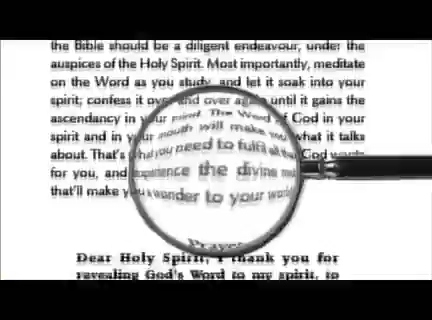 the Bible should be a diligent endeavour, under the
auspices of the Holy Spirit. Most importantly, meditate
on the Word as you study, and let it soak into your
spirit; confess it over and over again until it gains the
ascendancy in your mind. The Word of God in your
spirit and in your mouth will make you what it talks
about. That's what you need to fulfil all that God wants
for you, and experience the divine
that'll make you a wonder to your world
Prayer
Dear Holy Spirit, I thank you for
revealing God's Word to my spirit, to